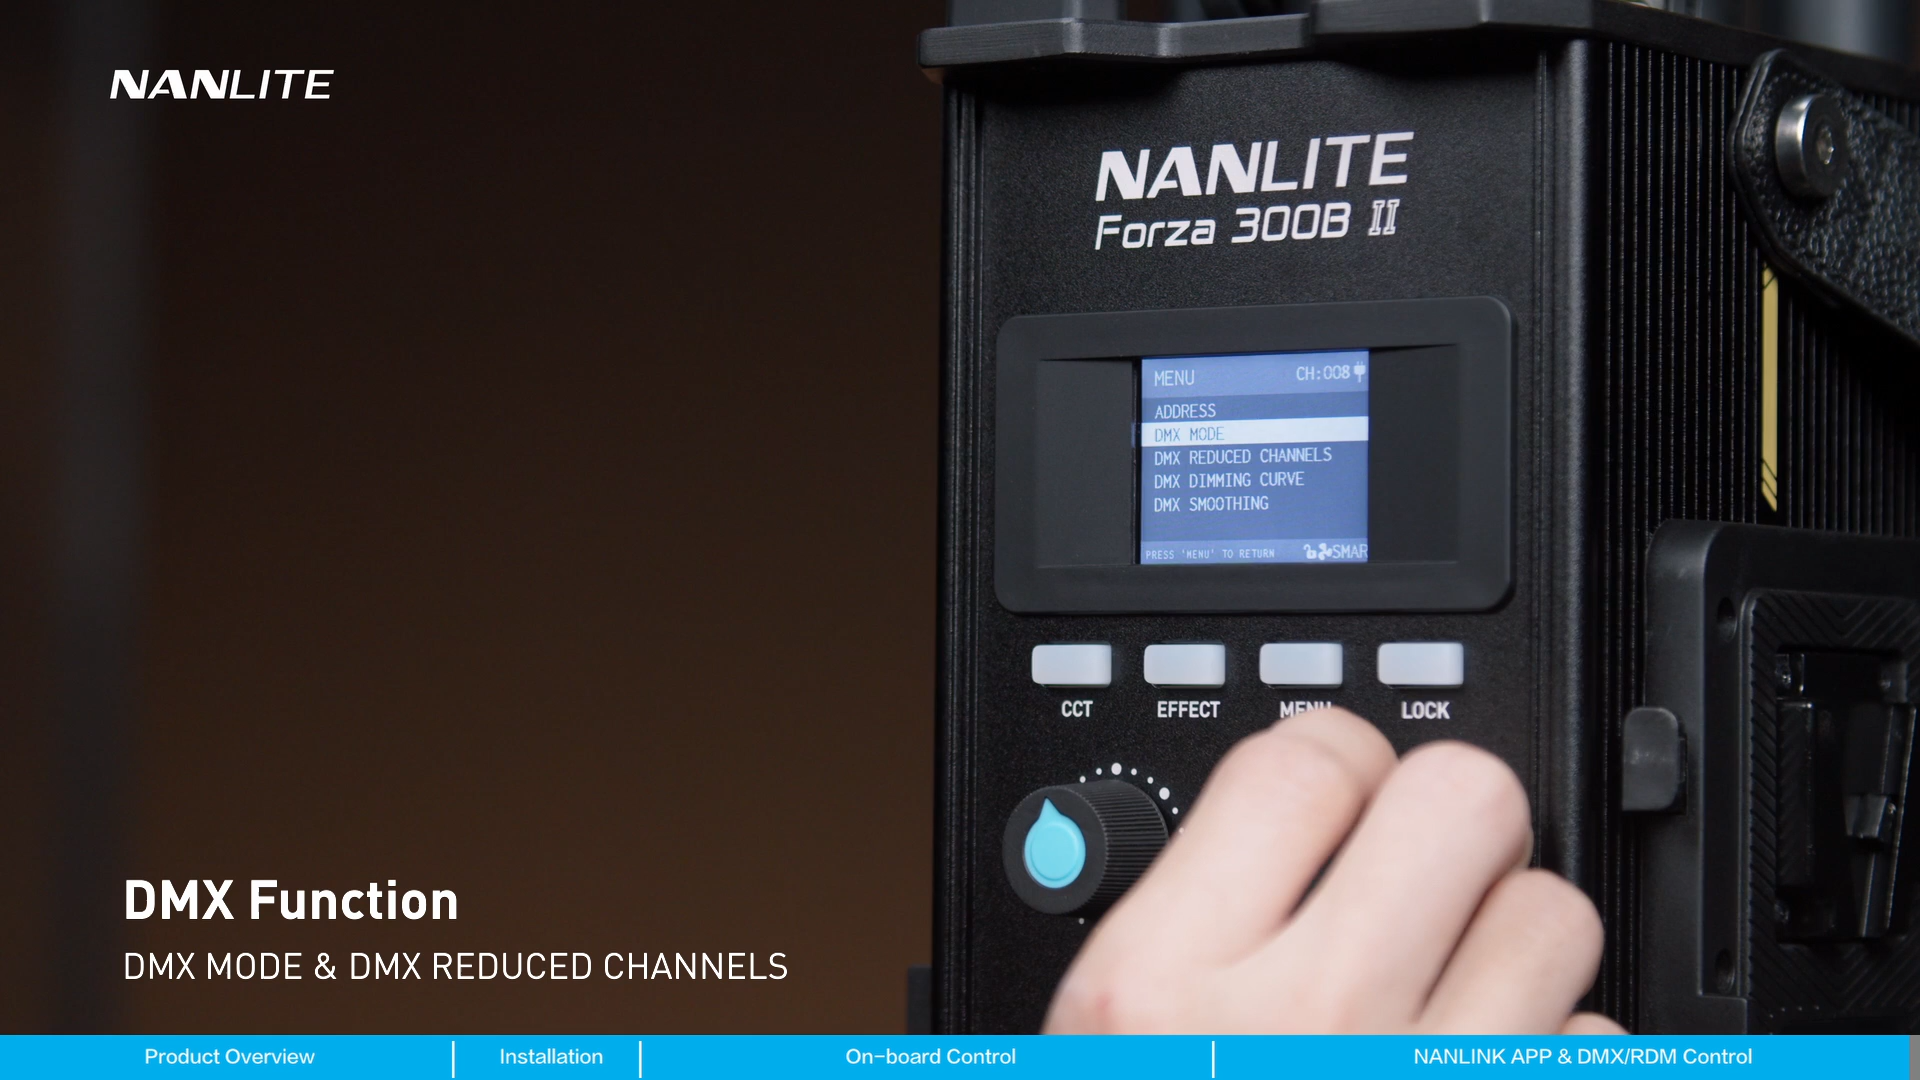 NANLITE
NANLITE
Forza 300B II
MENU CH:008
ADDRESS
DMX MODE
DMX REDUCED CHANNELS
DMX DIMMING CURVE
DMX SMOOTHING
PRESS 'MENU' TO RETURN SMAR
CCT EFFECT MENU LOCK
DMX Function
DMX MODE & DMX REDUCED CHANNELS
Product Overview Installation On-board Control NANLINK APP & DMX/RDM Control